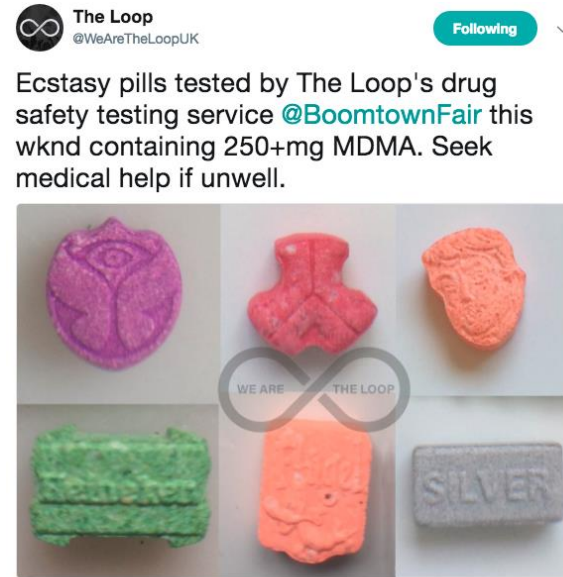 The Loop
@WeAreTheLoopUK
Following
Ecstasy pills tested by The Loop's drug
safety testing service @BoomtownFair this
wknd containing 250+mg MDMA. Seek
medical help if unwell.
WE ARE THE LOOP
SILVER